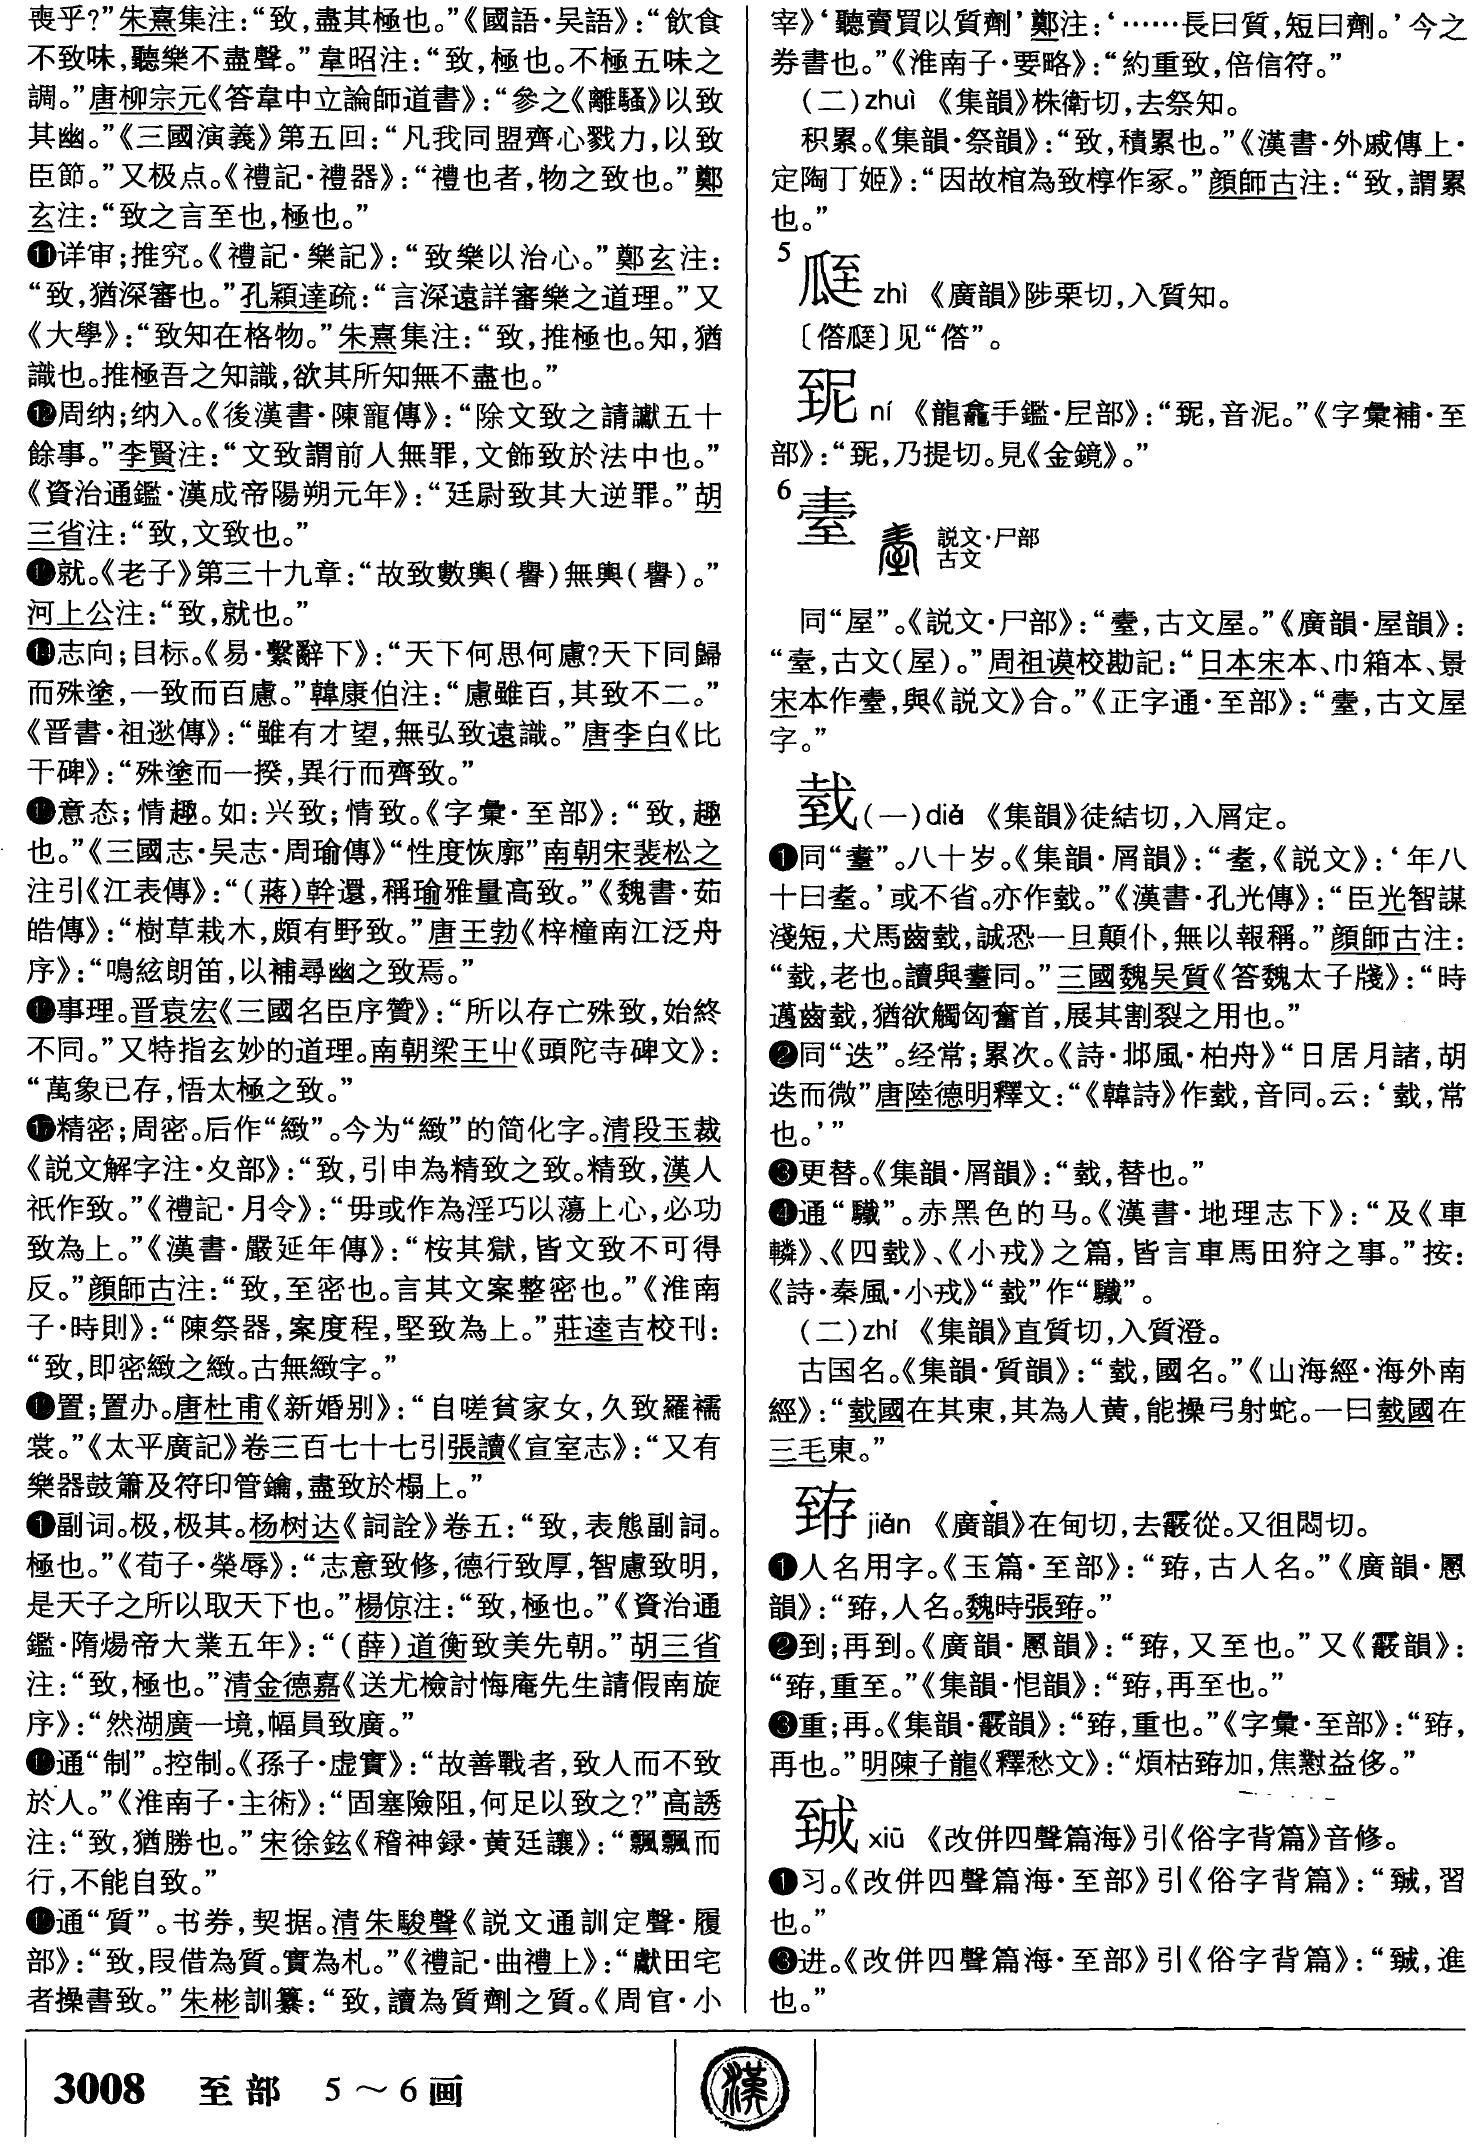 喪乎?”朱熹集注:“致,盡其極也。”《國語·吴語》:“飲食
不致味,聽樂不盡聲。”韋昭注:“致,極也。不極五味之
調。”唐柳宗元《答韋中立論師道書》:“參之《離騷》以致
其幽。”《三國演義》第五回:“凡我同盟齊心戮力,以致
臣節。”又极点。《禮記·禮器》:“禮也者,物之致也。”鄭
玄注:“致之言至也,極也。”
⓫详审;推究。《禮記·樂記》:“致樂以治心。”鄭玄注:
“致,猶深審也。”孔穎達疏:“言深遠詳審樂之道理。”又
《大學》:“致知在格物。”朱熹集注:“致,推極也。知,猶
識也。推極吾之知識,欲其所知無不盡也。”
⓬周纳;纳入。《後漢書·陳寵傳》:“除文致之請讞五十
餘事。”李賢注:“文致謂前人無罪,文飾致於法中也。”
《資治通鑑·漢成帝陽朔元年》:“廷尉致其大逆罪。”胡
三省注:“致,文致也。”
⓭就。《老子》第三十九章:“故致數輿(譽)無輿(譽)。”
河上公注:“致,就也。”
⓮志向;目标。《易·繫辭下》:“天下何思何慮?天下同歸
而殊塗,一致而百慮。”韓康伯注:“慮雖百,其致不二。”
《晋書·祖逖傳》:“雖有才望,無弘致遠識。”唐李白《比
干碑》:“殊塗而一揆,異行而齊致。”
⓯意态;情趣。如:兴致;情致。《字彙·至部》:“致,趣
也。”《三國志·吴志·周瑜傳》“性度恢廓”南朝宋裴松之
注引《江表傳》:“(蔣)幹還,稱瑜雅量高致。”《魏書·茹
皓傳》:“樹草栽木,頗有野致。”唐王勃《梓橦南江泛舟
序》:“鳴絃朗笛,以補尋幽之致焉。”
⓰事理。晋袁宏《三國名臣序贊》:“所以存亡殊致,始終
不同。”又特指玄妙的道理。南朝梁王屮《頭陀寺碑文》:
“萬象已存,悟太極之致。”
⓱精密;周密。后作“緻”。今为“緻”的简化字。清段玉裁
《説文解字注·夊部》:“致,引申為精致之致。精致,漢人
衹作致。”《禮記·月令》:“毋或作為淫巧以蕩上心,必功
致為上。”《漢書·嚴延年傳》:“桉其獄,皆文致不可得
反。”顔師古注:“致,至密也。言其文案整密也。”《淮南
子·時則》:“陳祭器,案度程,堅致為上。”莊逵吉校刊:
“致,即密緻之緻。古無緻字。”
⓲置;置办。唐杜甫《新婚别》:“自嗟貧家女,久致羅襦
裳。”《太平廣記》卷三百七十七引張讀《宣室志》:“又有
樂器鼓簫及符印管鑰,盡致於榻上。”
副词。极,极其。杨树达《詞詮》卷五:“致,表態副詞。
極也。”《荀子·榮辱》:“志意致修,德行致厚,智慮致明,
是天子之所以取天下也。”楊倞注:“致,極也。”《資治通
鑑·隋煬帝大業五年》:“(薛)道衡致美先朝。”胡三省
注:“致,極也。”清金德嘉《送尤檢討悔庵先生請假南旋
序》:“然湖廣一境,幅員致廣。”
通“制”。控制。《孫子·虚實》:“故善戰者,致人而不致
於人。”《淮南子·主術》:“固塞險阻,何足以致之?”高誘
注:“致,猶勝也。”宋徐鉉《稽神録·黄廷讓》:“飄飄而
行,不能自致。”
通“質”。书券,契据。清朱駿聲《説文通訓定聲·履
部》:“致,叚借為質。實為札。”《禮記·曲禮上》:“獻田宅
者操書致。”朱彬訓纂:“致,讀為質劑之質。《周官·小
宰》‘聽賣買以質劑’鄭注:‘……長曰質,短曰劑。’今之
券書也。”《淮南子·要略》:“約重致,倍信符。”
(二)zhuì 《集韻》株衛切,去祭知。
积累。《集韻·祭韻》:“致,積累也。”《漢書·外戚傳上·
定陶丁姬》:“因故棺為致椁作冢。”顔師古注:“致,謂累
也。”
5
㼀 zhì 《廣韻》陟栗切,入質知。
〔㗳㼀〕见“㗳”。
ní 《龍龕手鑑·㞢部》:“,音泥。”《字彙補·至
部》:“,乃提切。見《金鏡》。”
6
䑓 説文·尸部
古文
同“屋”。《説文·尸部》:“,古文屋。”《廣韻·屋韻》:
“,古文(屋)。”周祖谟校勘記:“日本宋本、巾箱本、景
宋本作,與《説文》合。”《正字通·至部》:“,古文屋
字。”
臷(一)dié 《集韻》徒結切,入屑定。
❶同“耋”。八十岁。《集韻·屑韻》:“耊,《説文》:‘年八
十曰耊。’或不省。亦作臷。”《漢書·孔光傳》:“臣光智謀
淺短,犬馬齒臷,誠恐一旦顛仆,無以報稱。”顔師古注:
“臷,老也。讀與耋同。”三國魏吴質《答魏太子牋》:“時
邁齒臷,猶欲觸匈奮首,展其割裂之用也。”
❷同“迭”。经常;累次。《詩·邶風·柏舟》“日居月諸,胡
迭而微”唐陸德明釋文:“《韓詩》作臷,音同。云:‘臷,常
也。’”
❸更替。《集韻·屑韻》:“臷,替也。”
❹通“驖”。赤黑色的马。《漢書·地理志下》:“及《車
轔》、《四臷》、《小戎》之篇,皆言車馬田狩之事。”按:
《詩·秦風·小戎》“臷”作“驖”。
(二)zhí 《集韻》直質切,入質澄。
古国名。《集韻·質韻》:“臷,國名。”《山海經·海外南
經》:“臷國在其東,其為人黄,能操弓射蛇。一曰臷國在
三毛東。”
臶 jiàn 《廣韻》在甸切,去霰從。又徂悶切。
❶人名用字。《玉篇·至部》:“臶,古人名。”《廣韻·慁
韻》:“臶,人名。魏時張臶。”
❷到;再到。《廣韻·慁韻》:“臶,又至也。”又《霰韻》:
“臶,重至。”《集韻·恨韻》:“臶,再至也。”
❸重;再。《集韻·霰韻》:“臶,重也。”《字彙·至部》:“臶,
再也。”明陳子龍《釋愁文》:“煩枯臶加,焦懟益侈。”
xiū 《改併四聲篇海》引《俗字背篇》音修。
❶习。《改併四聲篇海·至部》引《俗字背篇》:“,習
也。”
❸进。《改併四聲篇海·至部》引《俗字背篇》:“,進
也。”
3008 至部 5～6画
漢